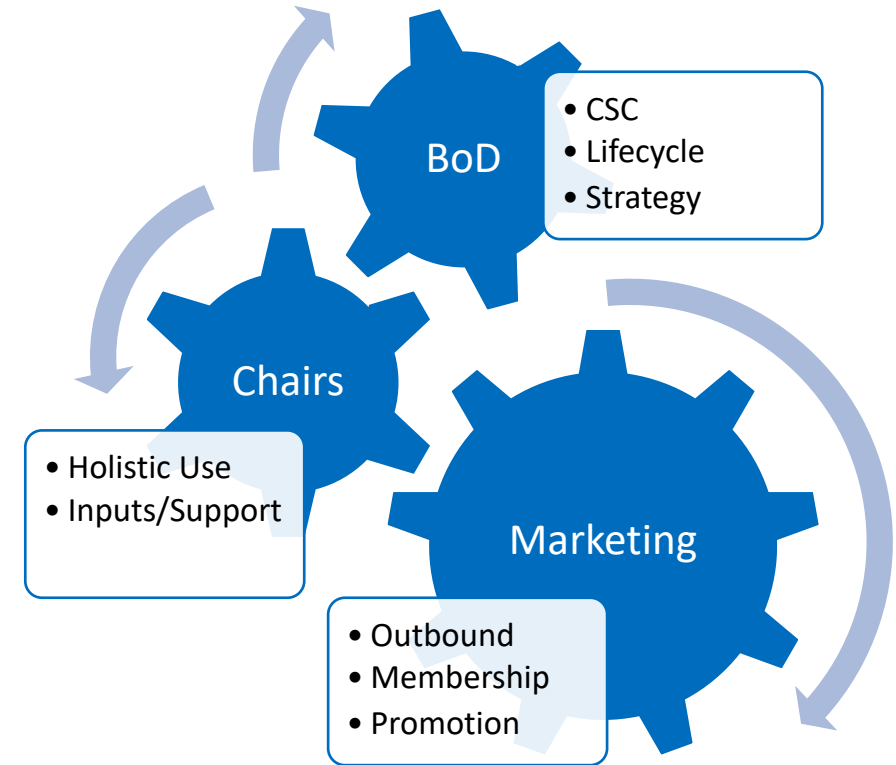 BoD
• CSC
• Lifecycle
• Strategy
Chairs
• Holistic Use
• Inputs/Support
Marketing
• Outbound
• Membership
• Promotion